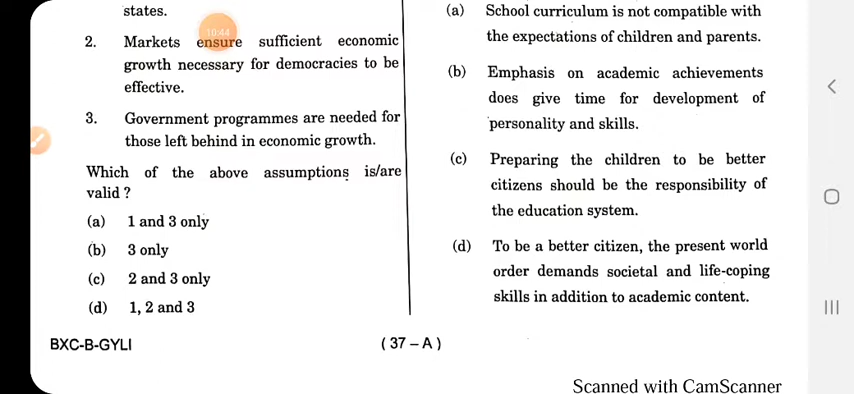 states.
2. Markets ensure sufficient economic
growth necessary for democracies to be
effective.
3. Government programmes are needed for
those left behind in economic growth.
Which of the above assumptions is/are
valid ?
(a) 1 and 3 only
(b) 3 only
(c) 2 and 3 only
(d) 1, 2 and 3
(a) School curriculum is not compatible with
the expectations of children and parents.
(b) Emphasis on academic achievements
does give time for development of
personality and skills.
(c) Preparing the children to be better
citizens should be the responsibility of
the education system.
(d) To be a better citizen, the present world
order demands societal and life-coping
skills in addition to academic content.
BXC-B-GYLI
( 37 – A )
Scanned with CamScanner
10:44